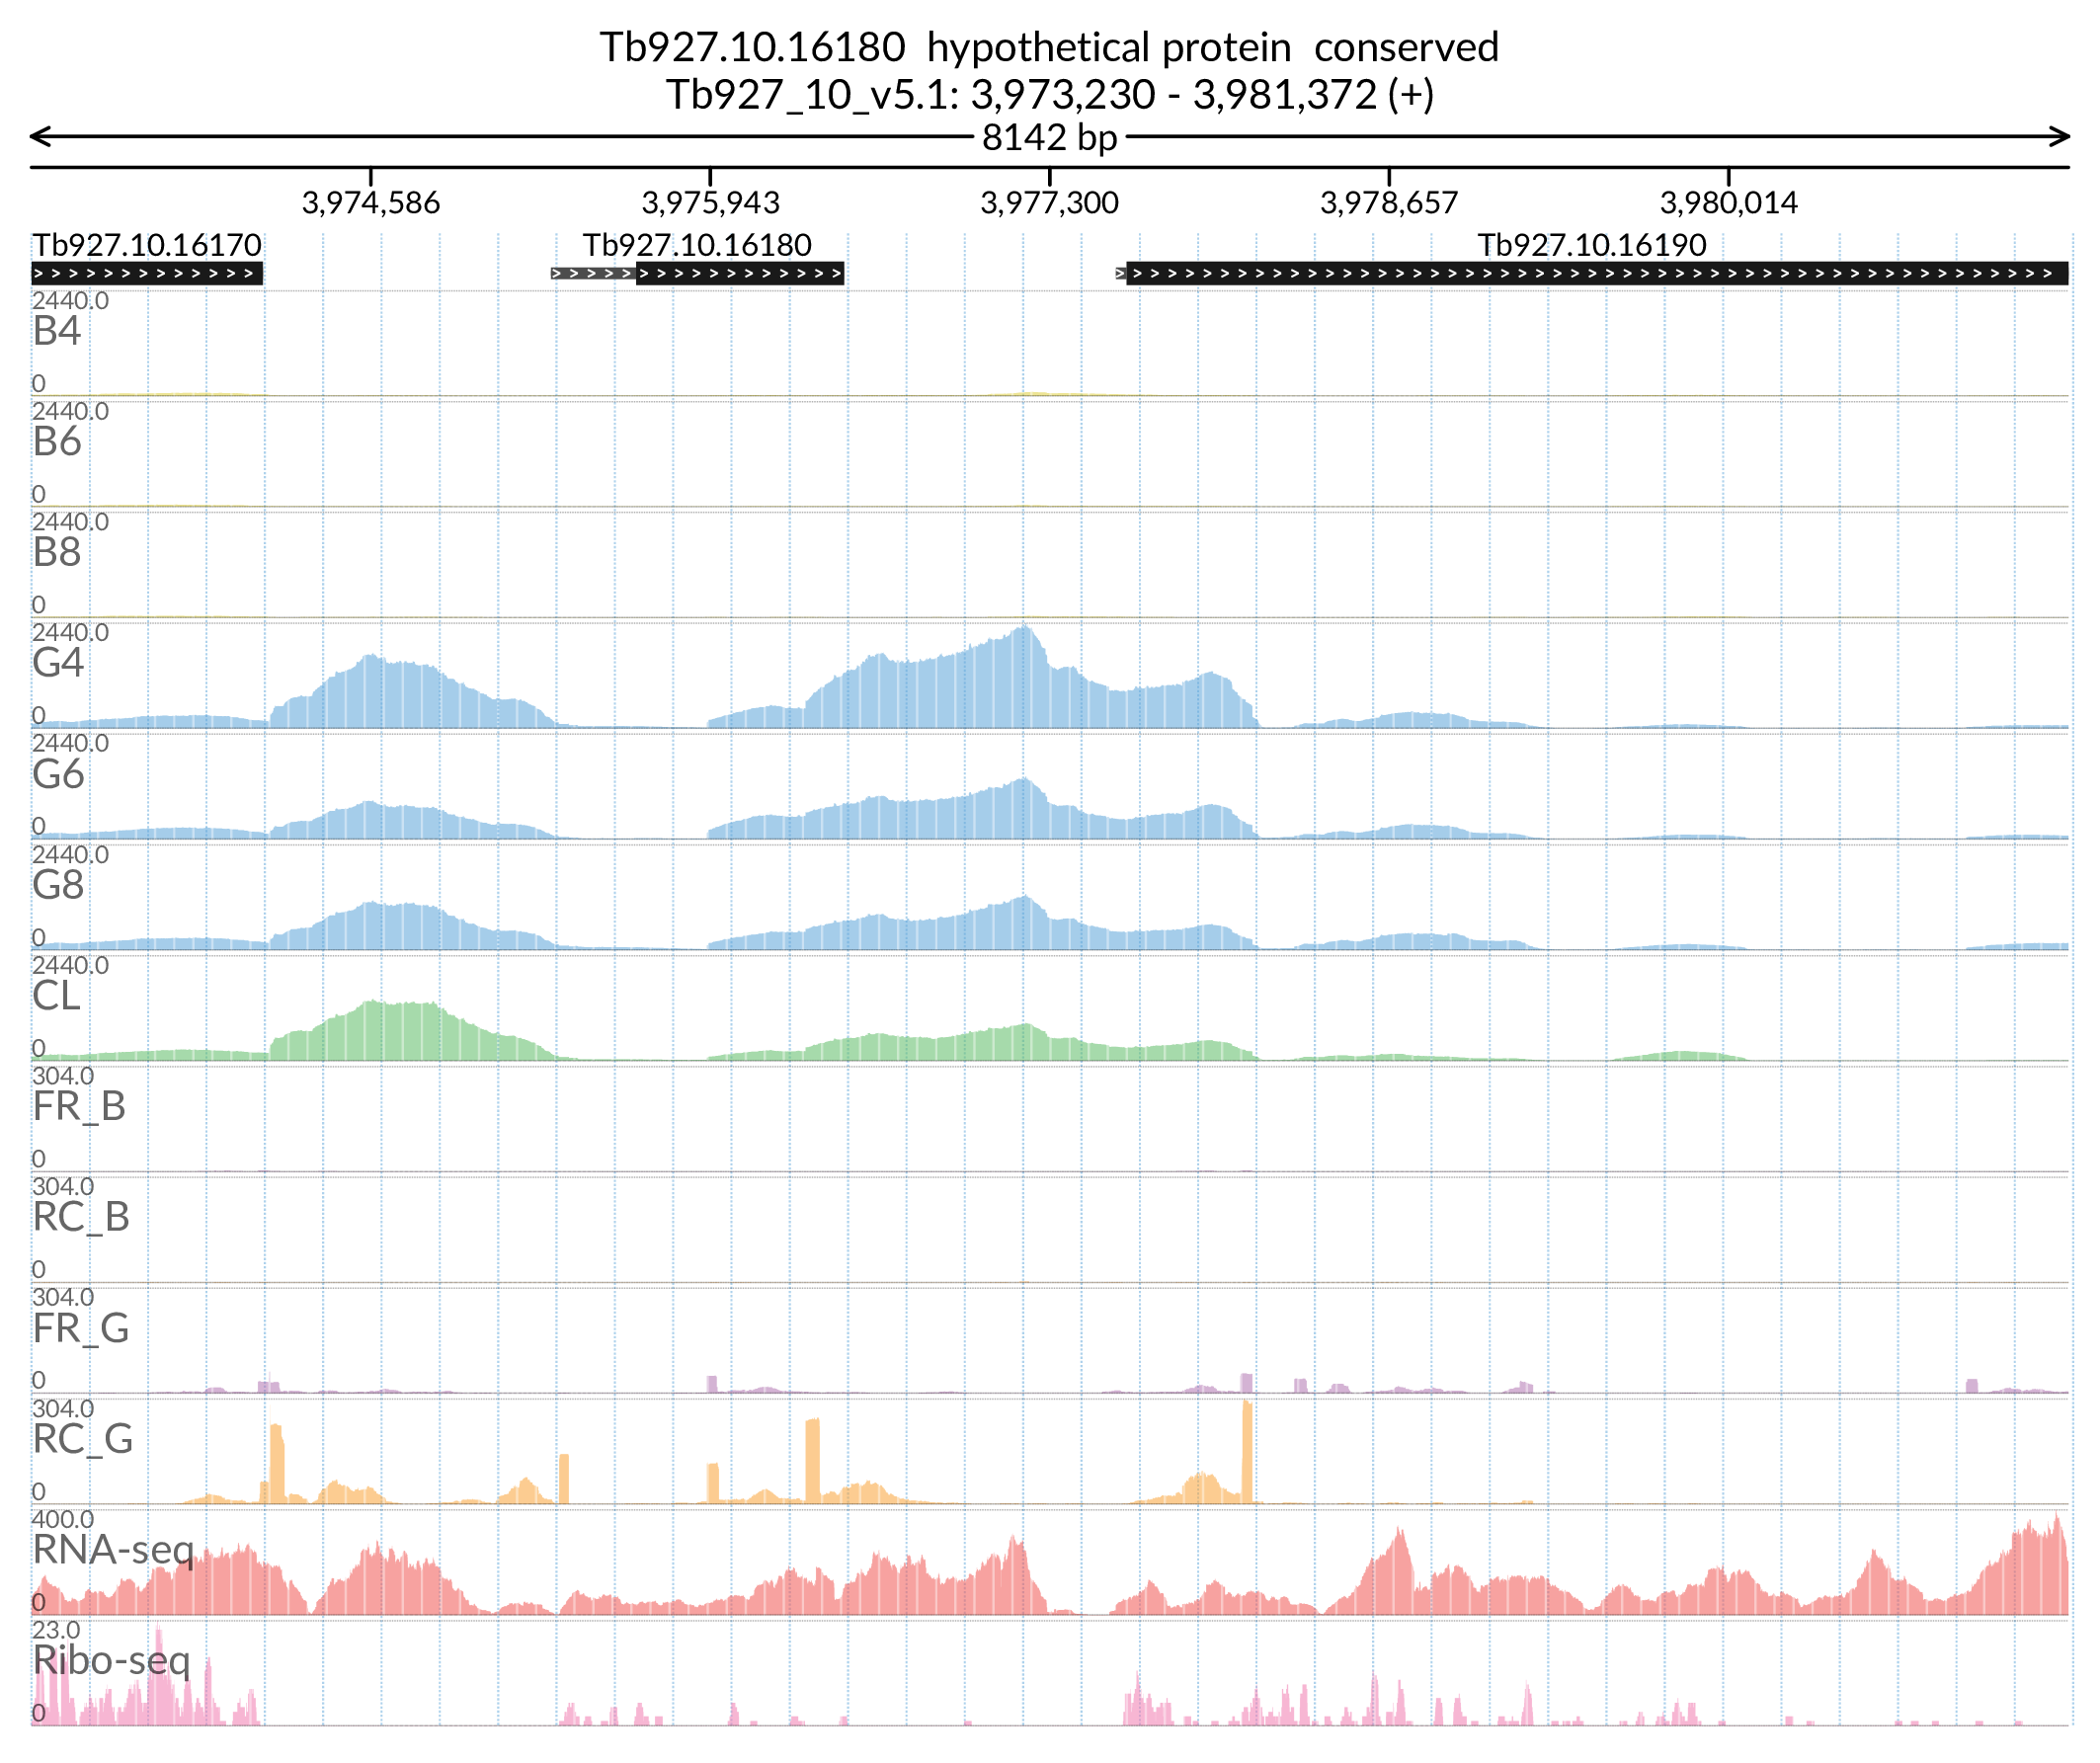 Tb927.10.16180 hypothetical protein conserved
Tb927_10_v5.1: 3,973,230 - 3,981,372 (+)
8142 bp
3,974,586 3,975,943 3,977,300 3,978,657 3,980,014
Tb927.10.16170 Tb927.10.16180 Tb927.10.16190
2440.0
B4
0
2440.0
B6
0
2440.0
B8
0
2440.0
G4
0
2440.0
G6
0
2440.0
G8
0
2440.0
CL
0
304.0
FR_B
0
304.0
RC_B
0
304.0
FR_G
0
304.0
RC_G
0
400.0
RNA-seq
0
23.0
Ribo-seq
0